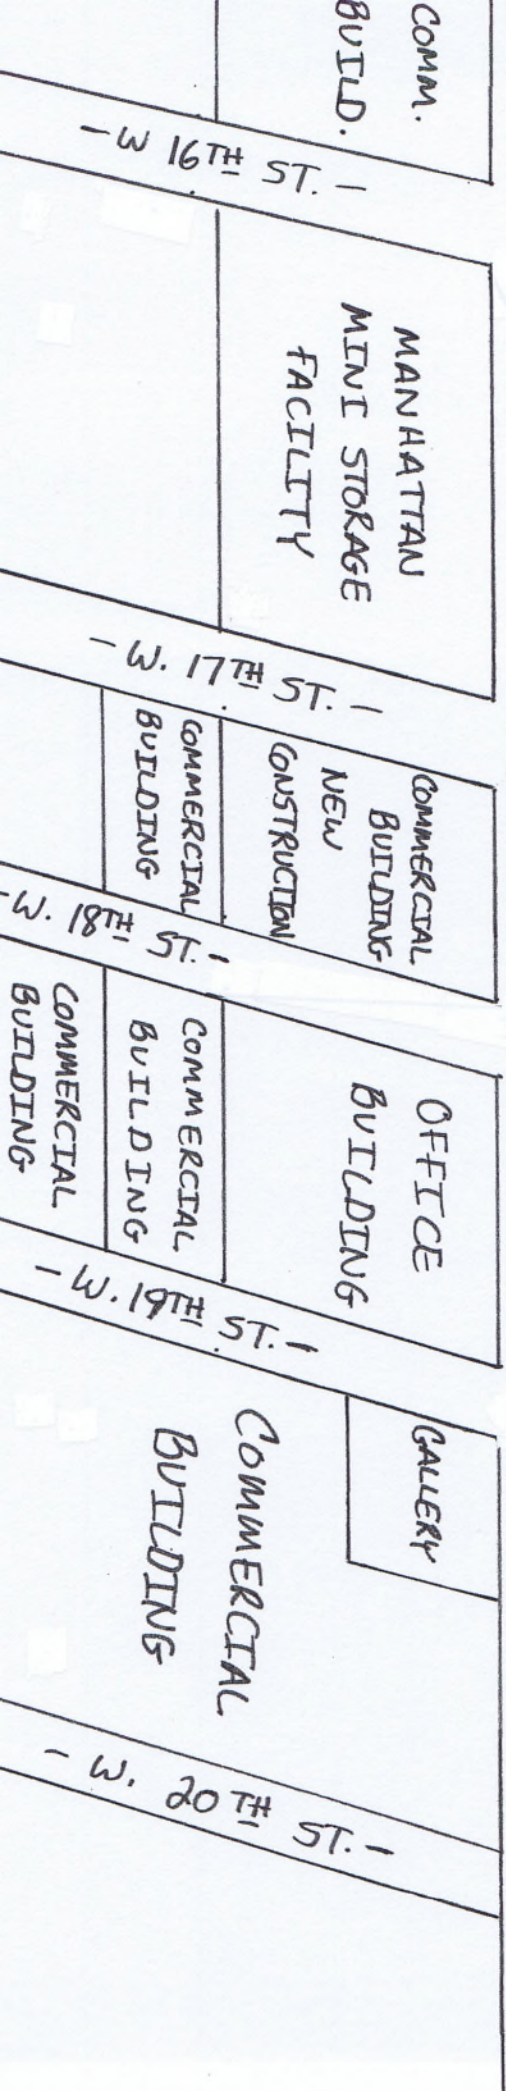 COMM.
BUILD.
- W 16TH ST. -
MANHATTAN
MINI STORAGE
FACILITY
- W. 17TH ST. -
COMMERCIAL
BUILDING
NEW
CONSTRUCTION
COMMERCIAL
BUILDING
-W. 18TH ST. -
OFFICE
BUILDING
COMMERCIAL
BUILDING
COMMERCIAL
BUILDING
- W. 19TH ST. -
GALLERY
COMMERCIAL
BUILDING
- W. 20TH ST. -